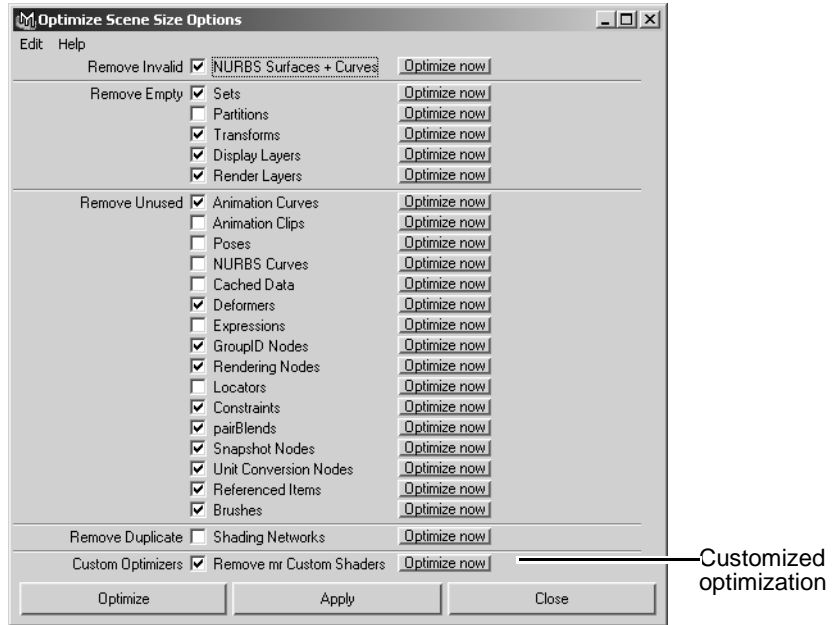 Optimize Scene Size Options
Edit Help
Remove Invalid NURBS Surfaces + Curves Optimize now
Remove Empty Sets Optimize now
Partitions Optimize now
Transforms Optimize now
Display Layers Optimize now
Render Layers Optimize now
Remove Unused Animation Curves Optimize now
Animation Clips Optimize now
Poses Optimize now
NURBS Curves Optimize now
Cached Data Optimize now
Deformers Optimize now
Expressions Optimize now
GroupID Nodes Optimize now
Rendering Nodes Optimize now
Locators Optimize now
Constraints Optimize now
pairBlends Optimize now
Snapshot Nodes Optimize now
Unit Conversion Nodes Optimize now
Referenced Items Optimize now
Brushes Optimize now
Remove Duplicate Shading Networks Optimize now
Custom Optimizers Remove mr Custom Shaders Optimize now
Customized
optimization
Optimize Apply Close